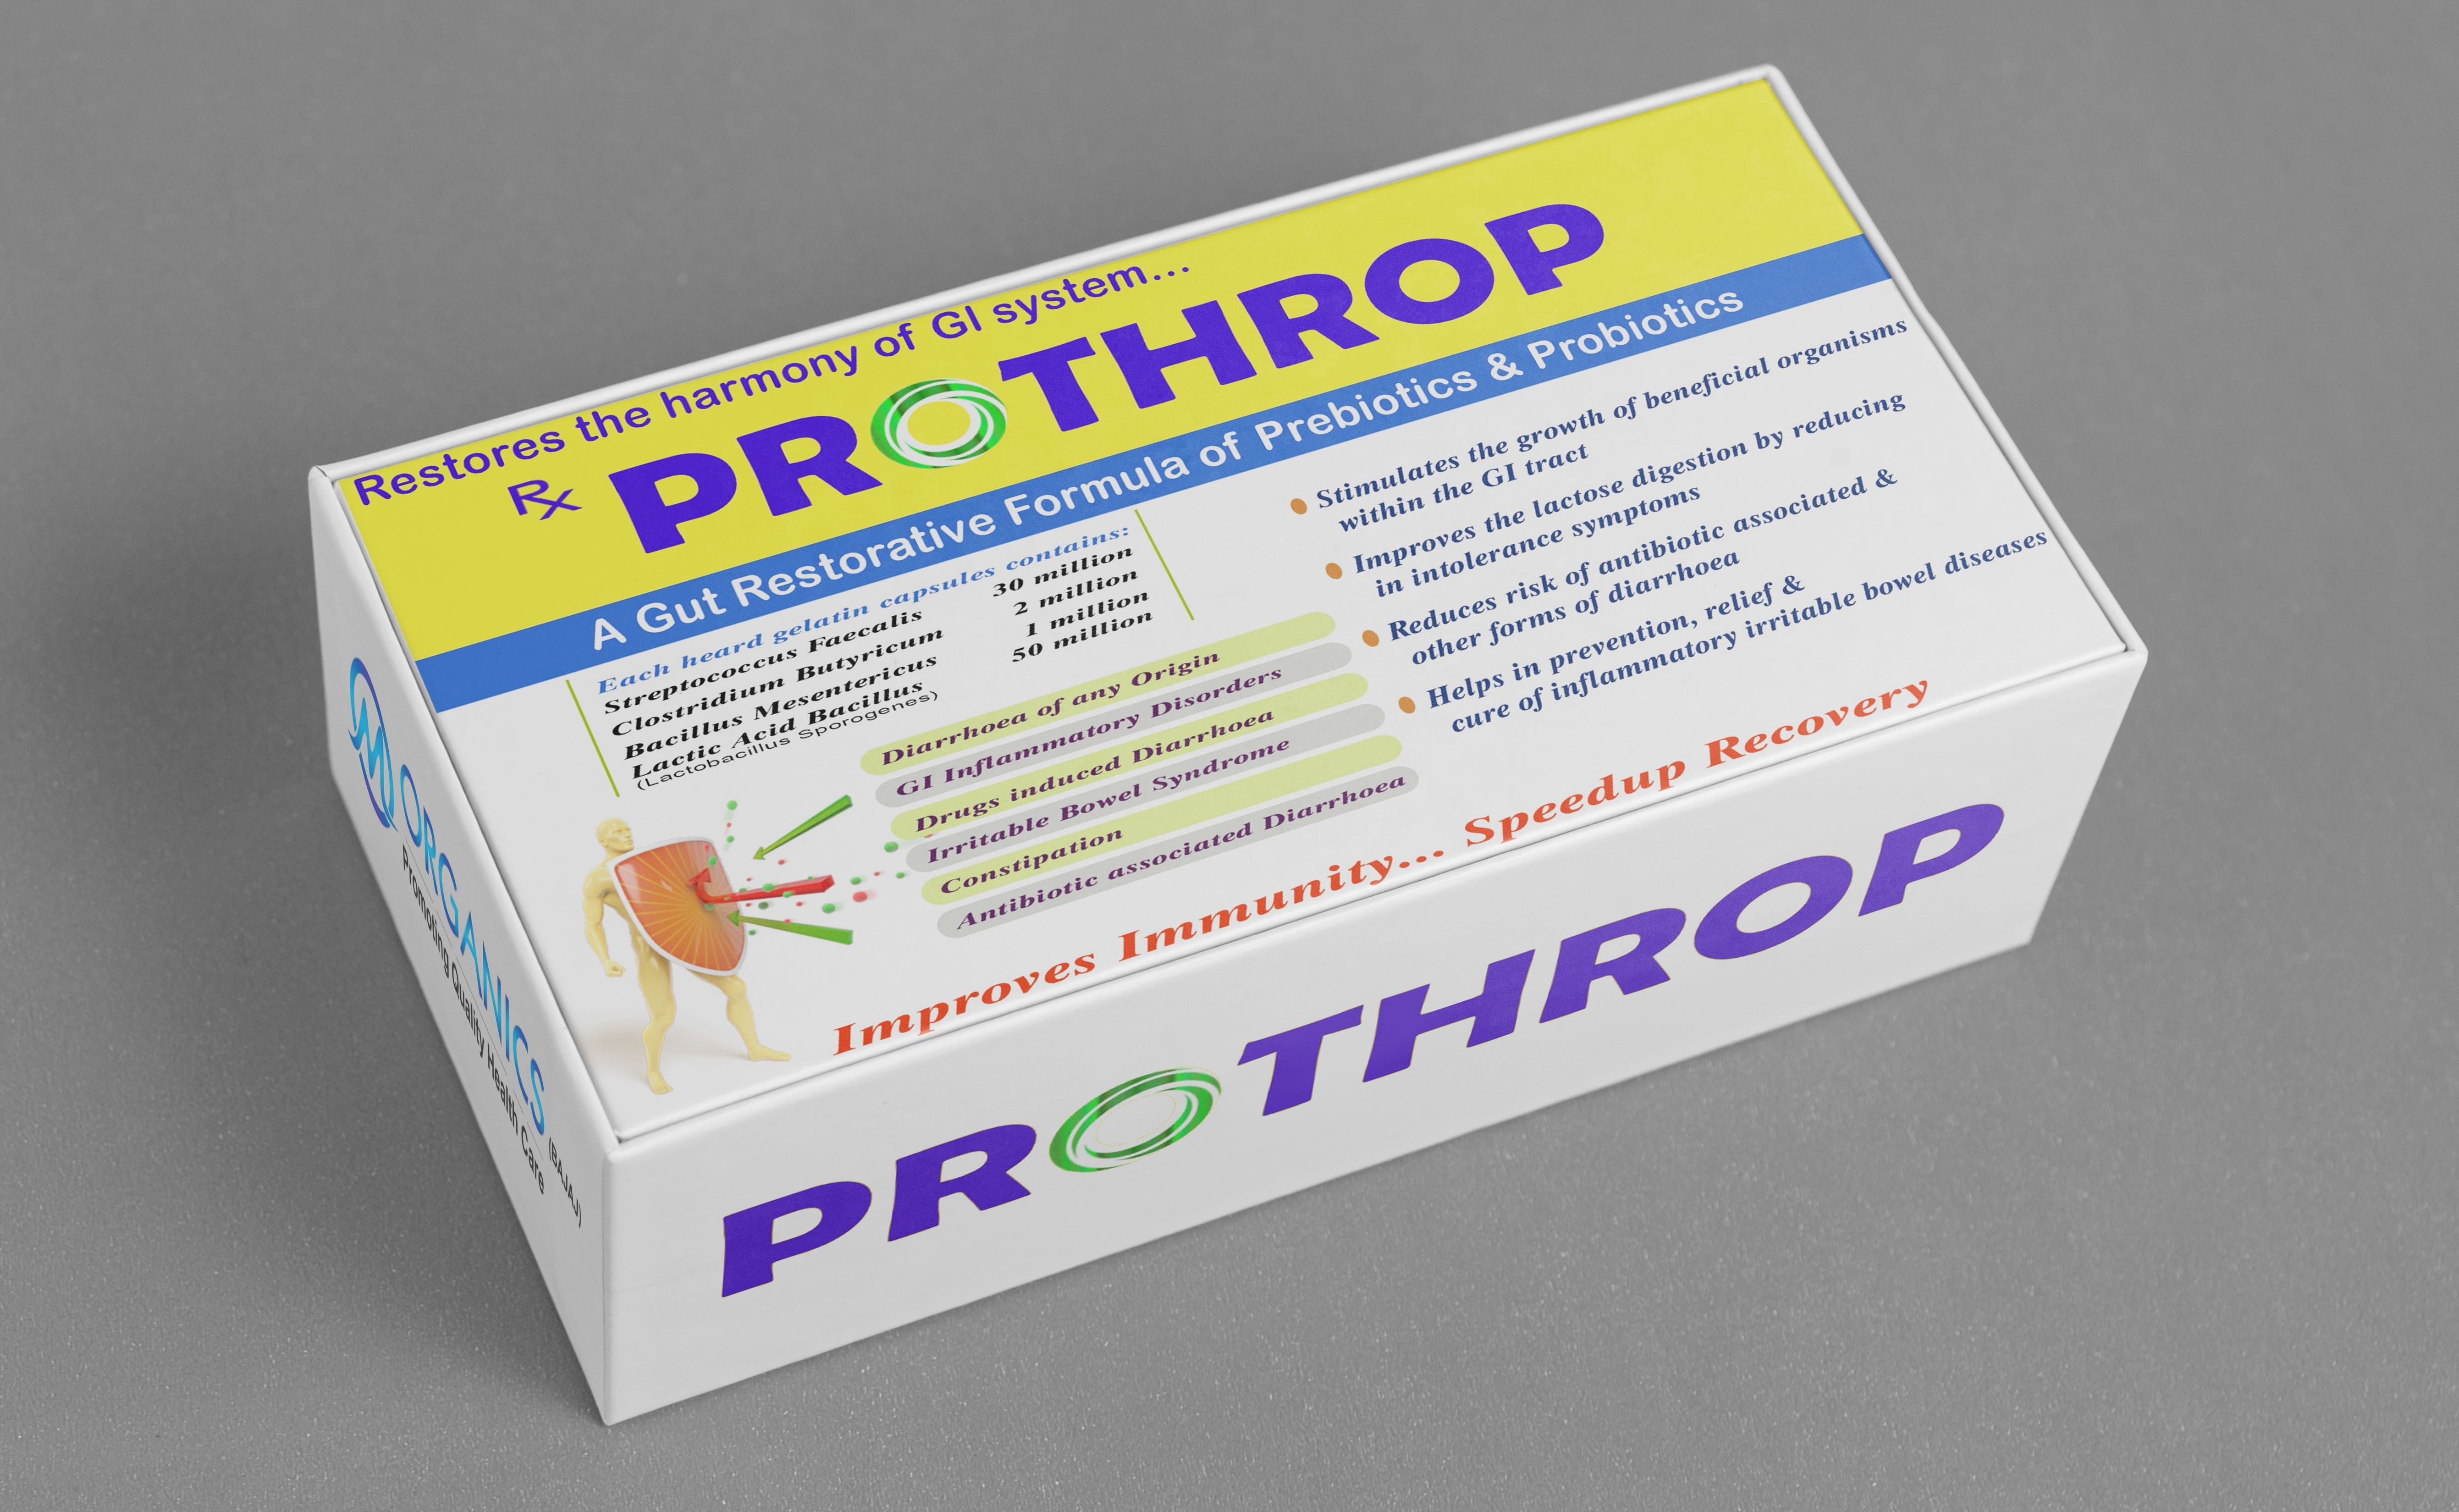 Restores the harmony of GI system...
Rx PROTHROP
A Gut Restorative Formula of Prebiotics & Probiotics
Each heard gelatin capsules contains:
Streptococcus Faecalis 30 million
Clostridium Butyricum 2 million
Bacillus Mesentericus 1 million
Lactic Acid Bacillus 50 million
(Lactobacillus Sporogenes)
Stimulates the growth of beneficial organisms
within the GI tract
Improves the lactose digestion by reducing
in intolerance symptoms
Reduces risk of antibiotic associated &
other forms of diarrhoea
Helps in prevention, relief &
cure of inflammatory irritable bowel diseases
Diarrhoea of any Origin
GI Inflammatory Disorders
Drugs induced Diarrhoea
Irritable Bowel Syndrome
Constipation
Antibiotic associated Diarrhoea
Improves Immunity... Speedup Recovery
PROTHROP
ORGANICS (BAJAJ)
Promoting Quality Health Care